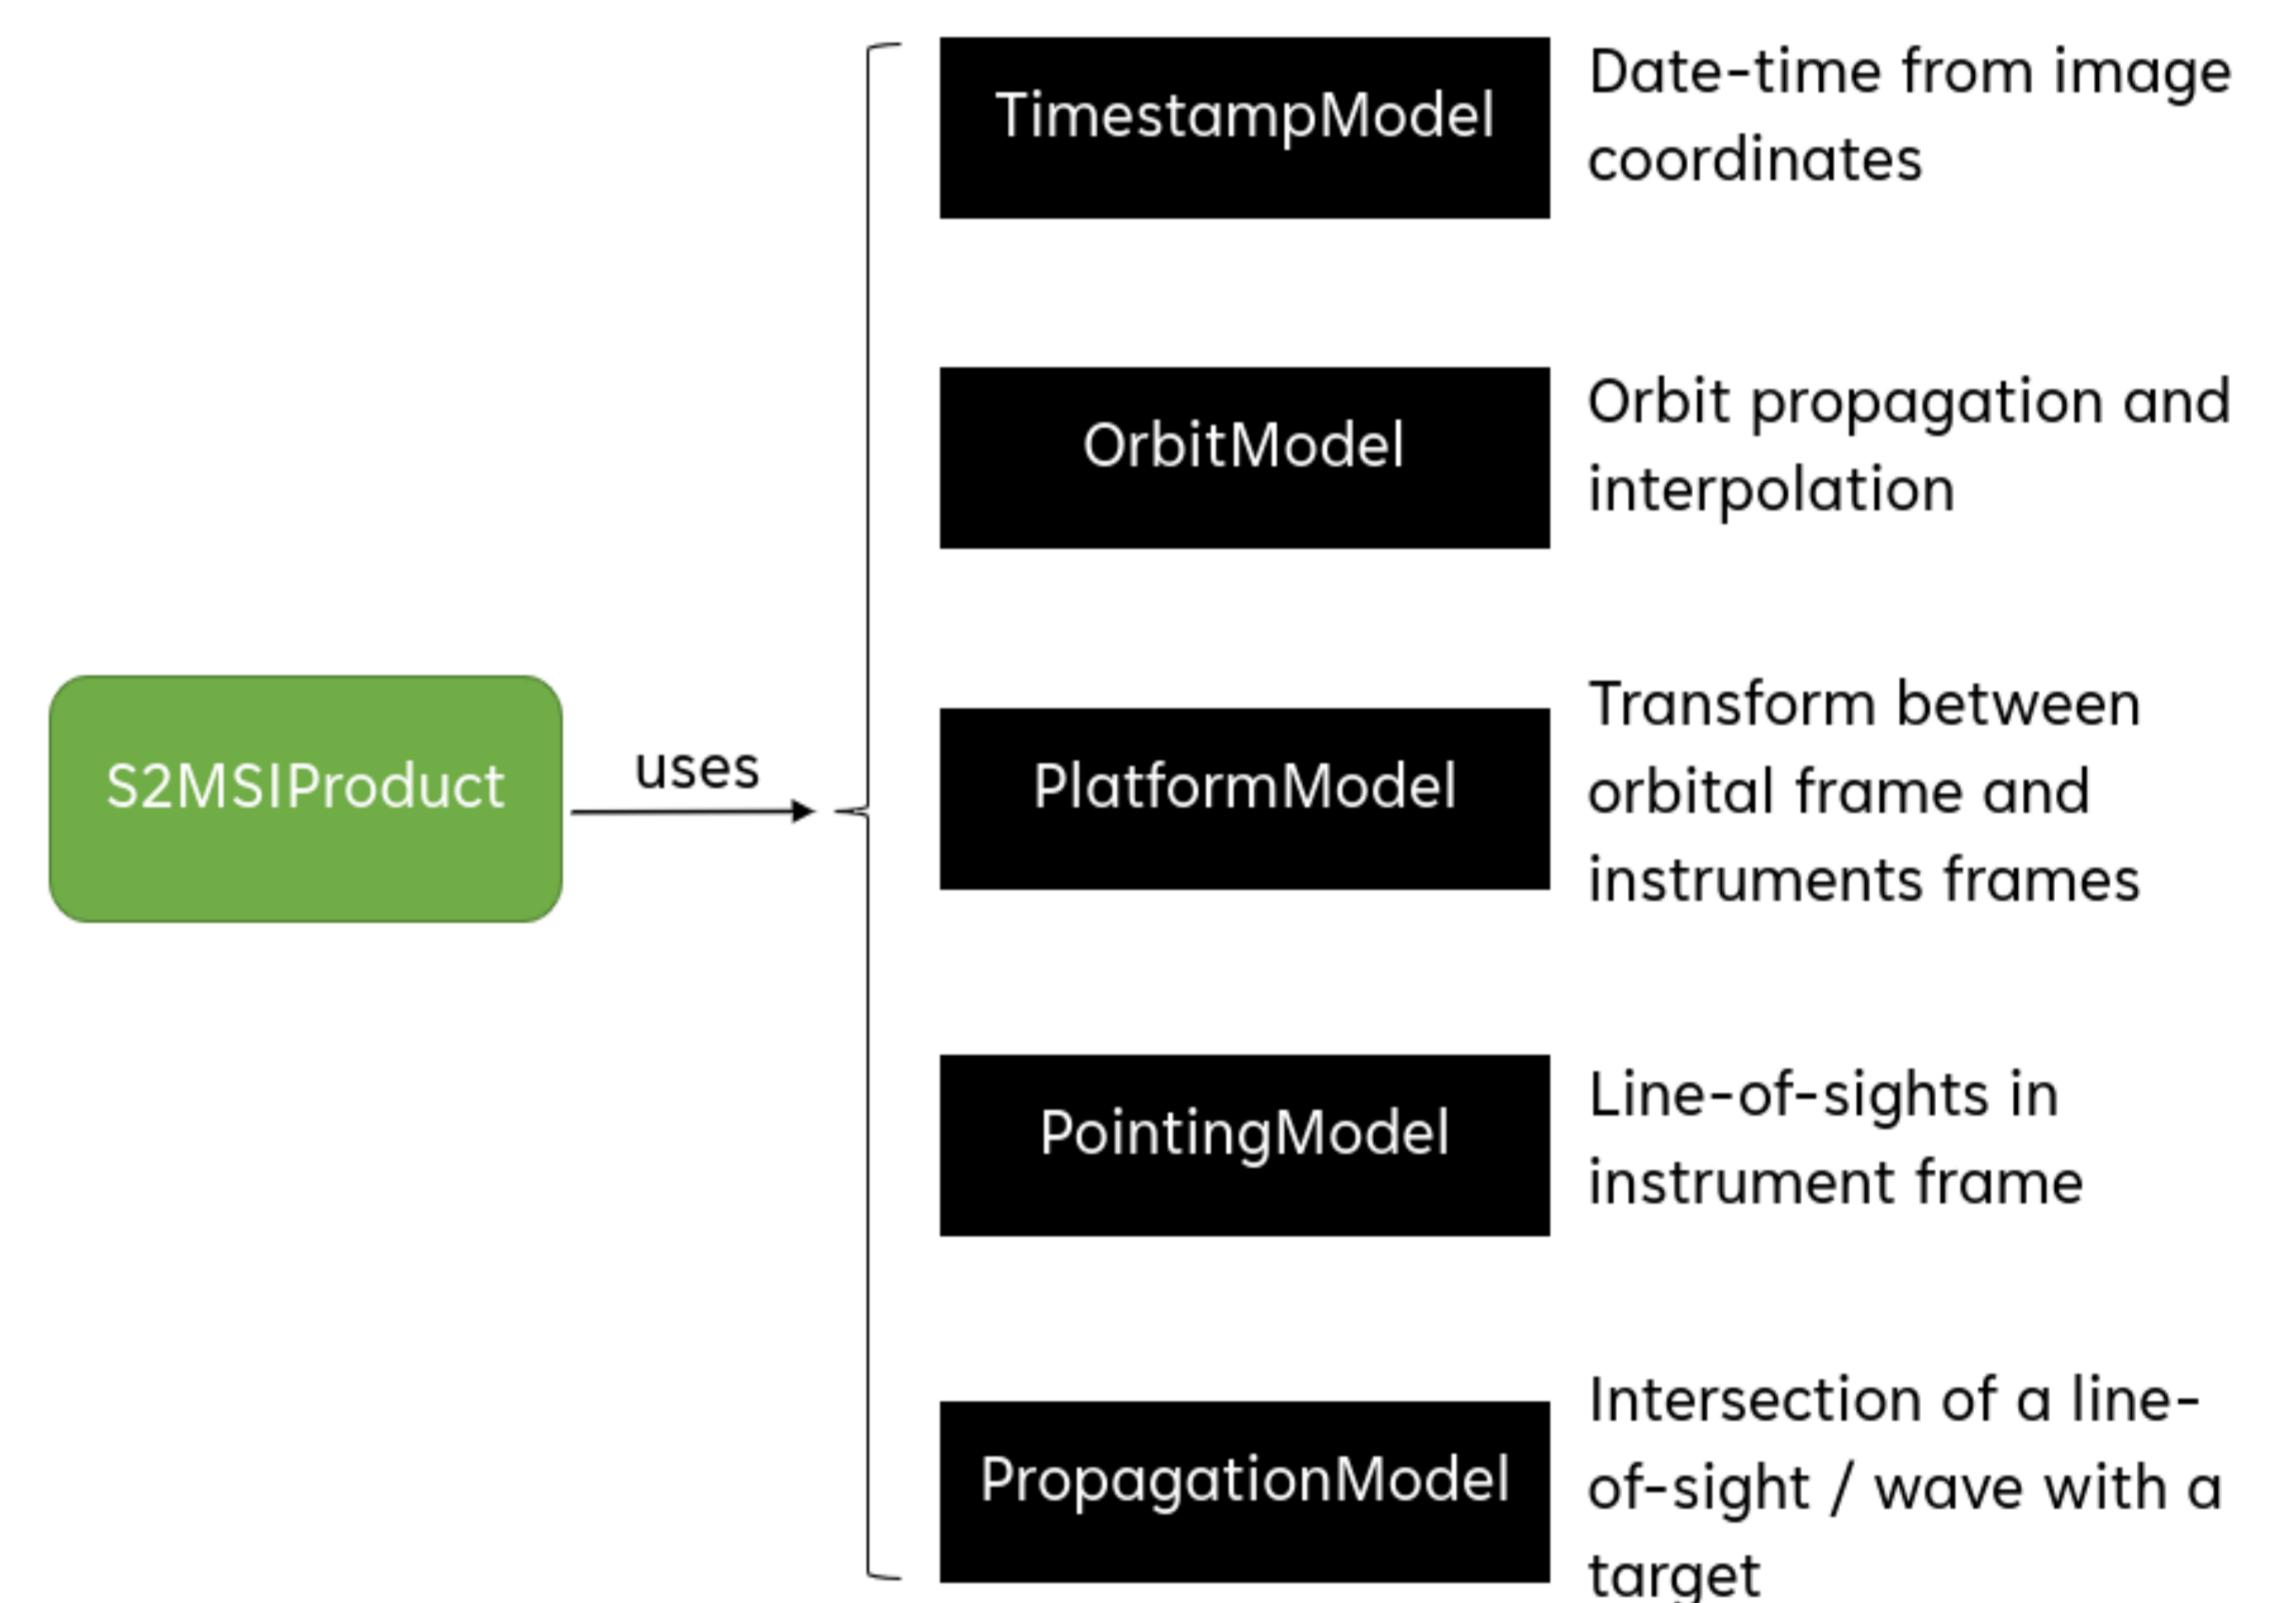 TimestampModel
Date-time from image
coordinates
OrbitModel
Orbit propagation and
interpolation
S2MSIProduct
uses
PlatformModel
Transform between
orbital frame and
instruments frames
PointingModel
Line-of-sights in
instrument frame
PropagationModel
Intersection of a line-
of-sight / wave with a
target